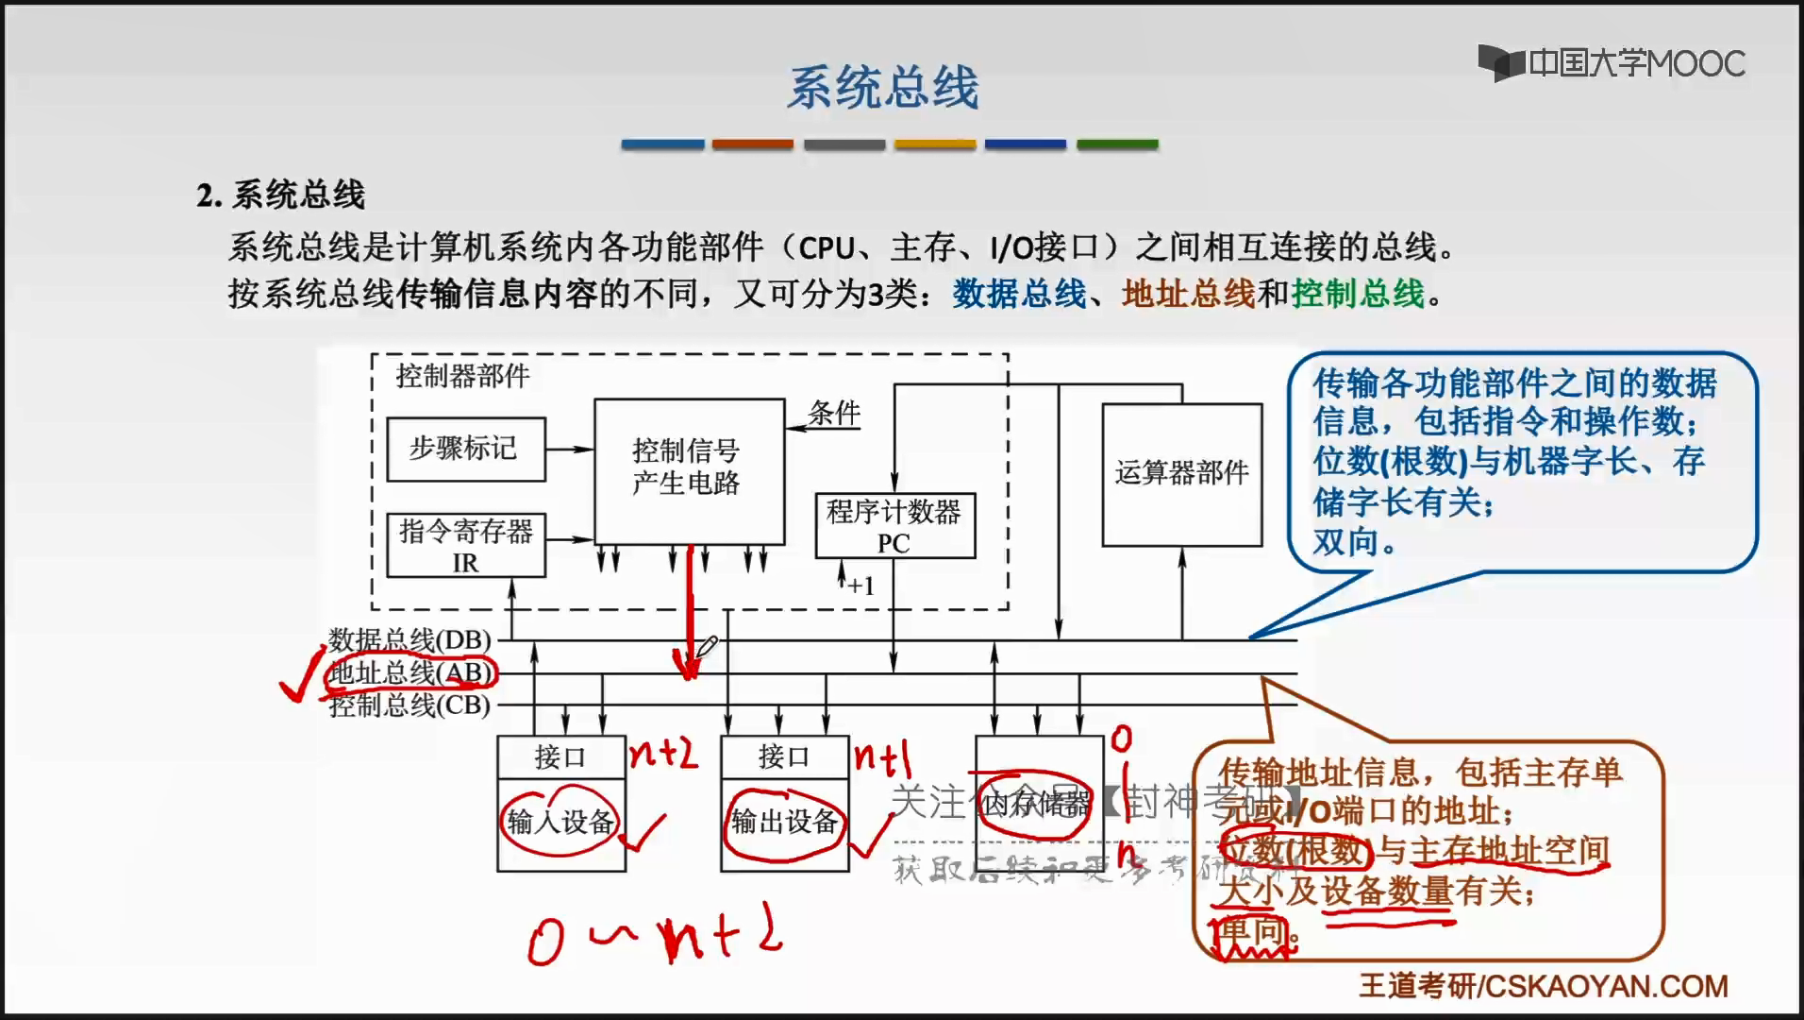 中国大学MOOC
系统总线
2. 系统总线
系统总线是计算机系统内各功能部件（CPU、主存、I/O接口）之间相互连接的总线。
按系统总线传输信息内容的不同，又可分为3类：数据总线、地址总线和控制总线。
控制器部件
步骤标记
控制信号
产生电路
条件
指令寄存器
IR
程序计数器
PC
+1
运算器部件
传输各功能部件之间的数据
信息，包括指令和操作数；
位数(根数)与机器字长、存
储字长有关；
双向。
数据总线(DB)
地址总线(AB)
控制总线(CB)
接口
n+2
输入设备
接口
n+1
输出设备
0
内存储器
n
0~n+2
关注公众号【封神考研】
获取后续和更多考研资料
传输地址信息，包括主存单
元或I/O端口的地址；
位数(根数)与主存地址空间
大小及设备数量有关；
单向。
王道考研/CSKAOYAN.COM